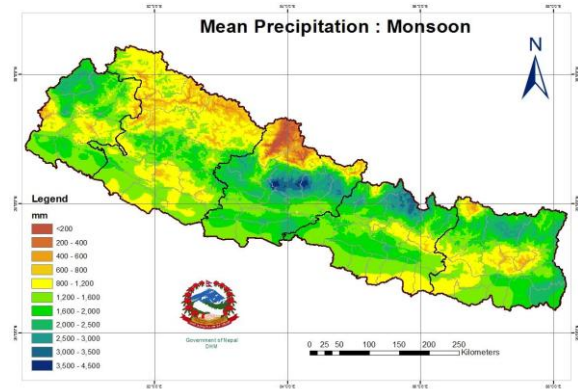 Mean Precipitation : Monsoon
N
Legend
mm
<200
200 - 400
400 - 600
600 - 800
800 - 1,200
1,200 - 1,600
1,600 - 2,000
2,000 - 2,500
2,500 - 3,000
3,000 - 3,500
3,500 - 4,500
Government of Nepal
DHM
0 25 50 100 150 200 250
Kilometers